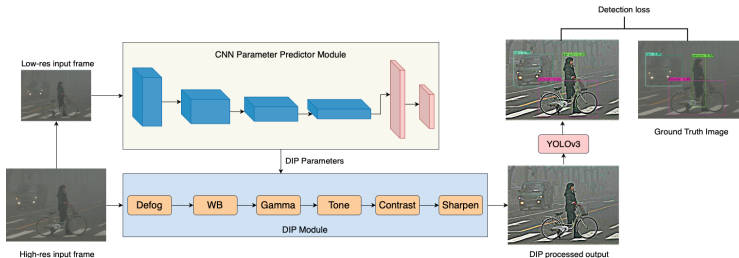 Detection loss
CNN Parameter Predictor Module
Low-res input frame
Ground Truth Image
YOLOv3
DIP Parameters
Defog
WB
Gamma
Tone
Contrast
Sharpen
DIP Module
High-res input frame
DIP processed output